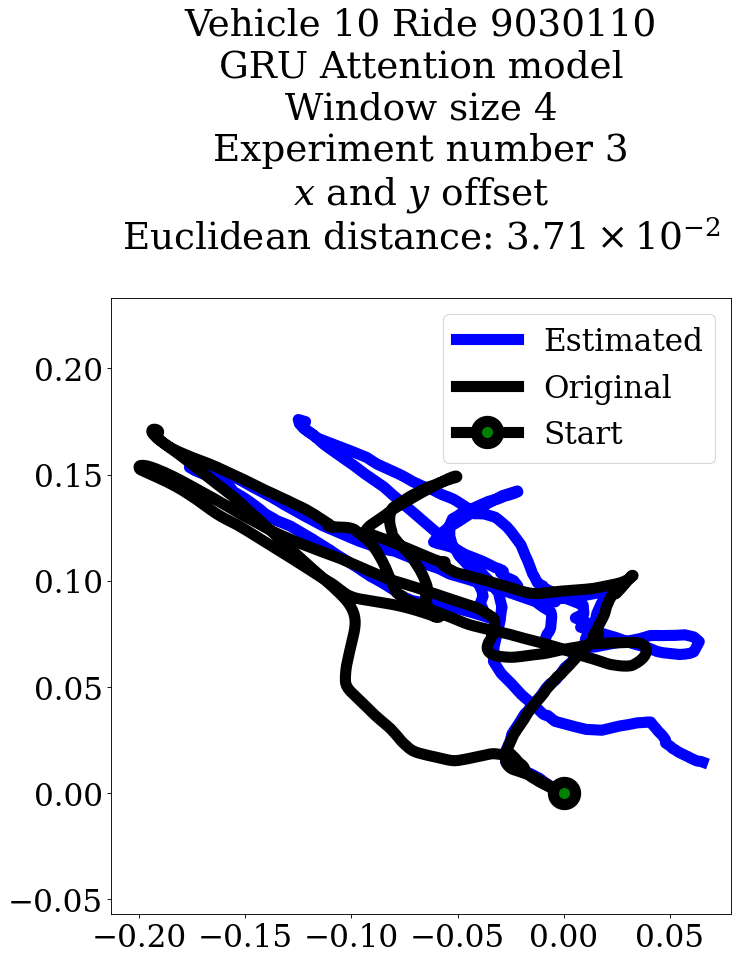 Vehicle 10 Ride 9030110
GRU Attention model
Window size 4
Experiment number 3
x and y offset
Euclidean distance: 3.71 × 10⁻²
Estimated
Original
Start
0.20
0.15
0.10
0.05
0.00
−0.05
−0.20 −0.15 −0.10 −0.05 0.00 0.05